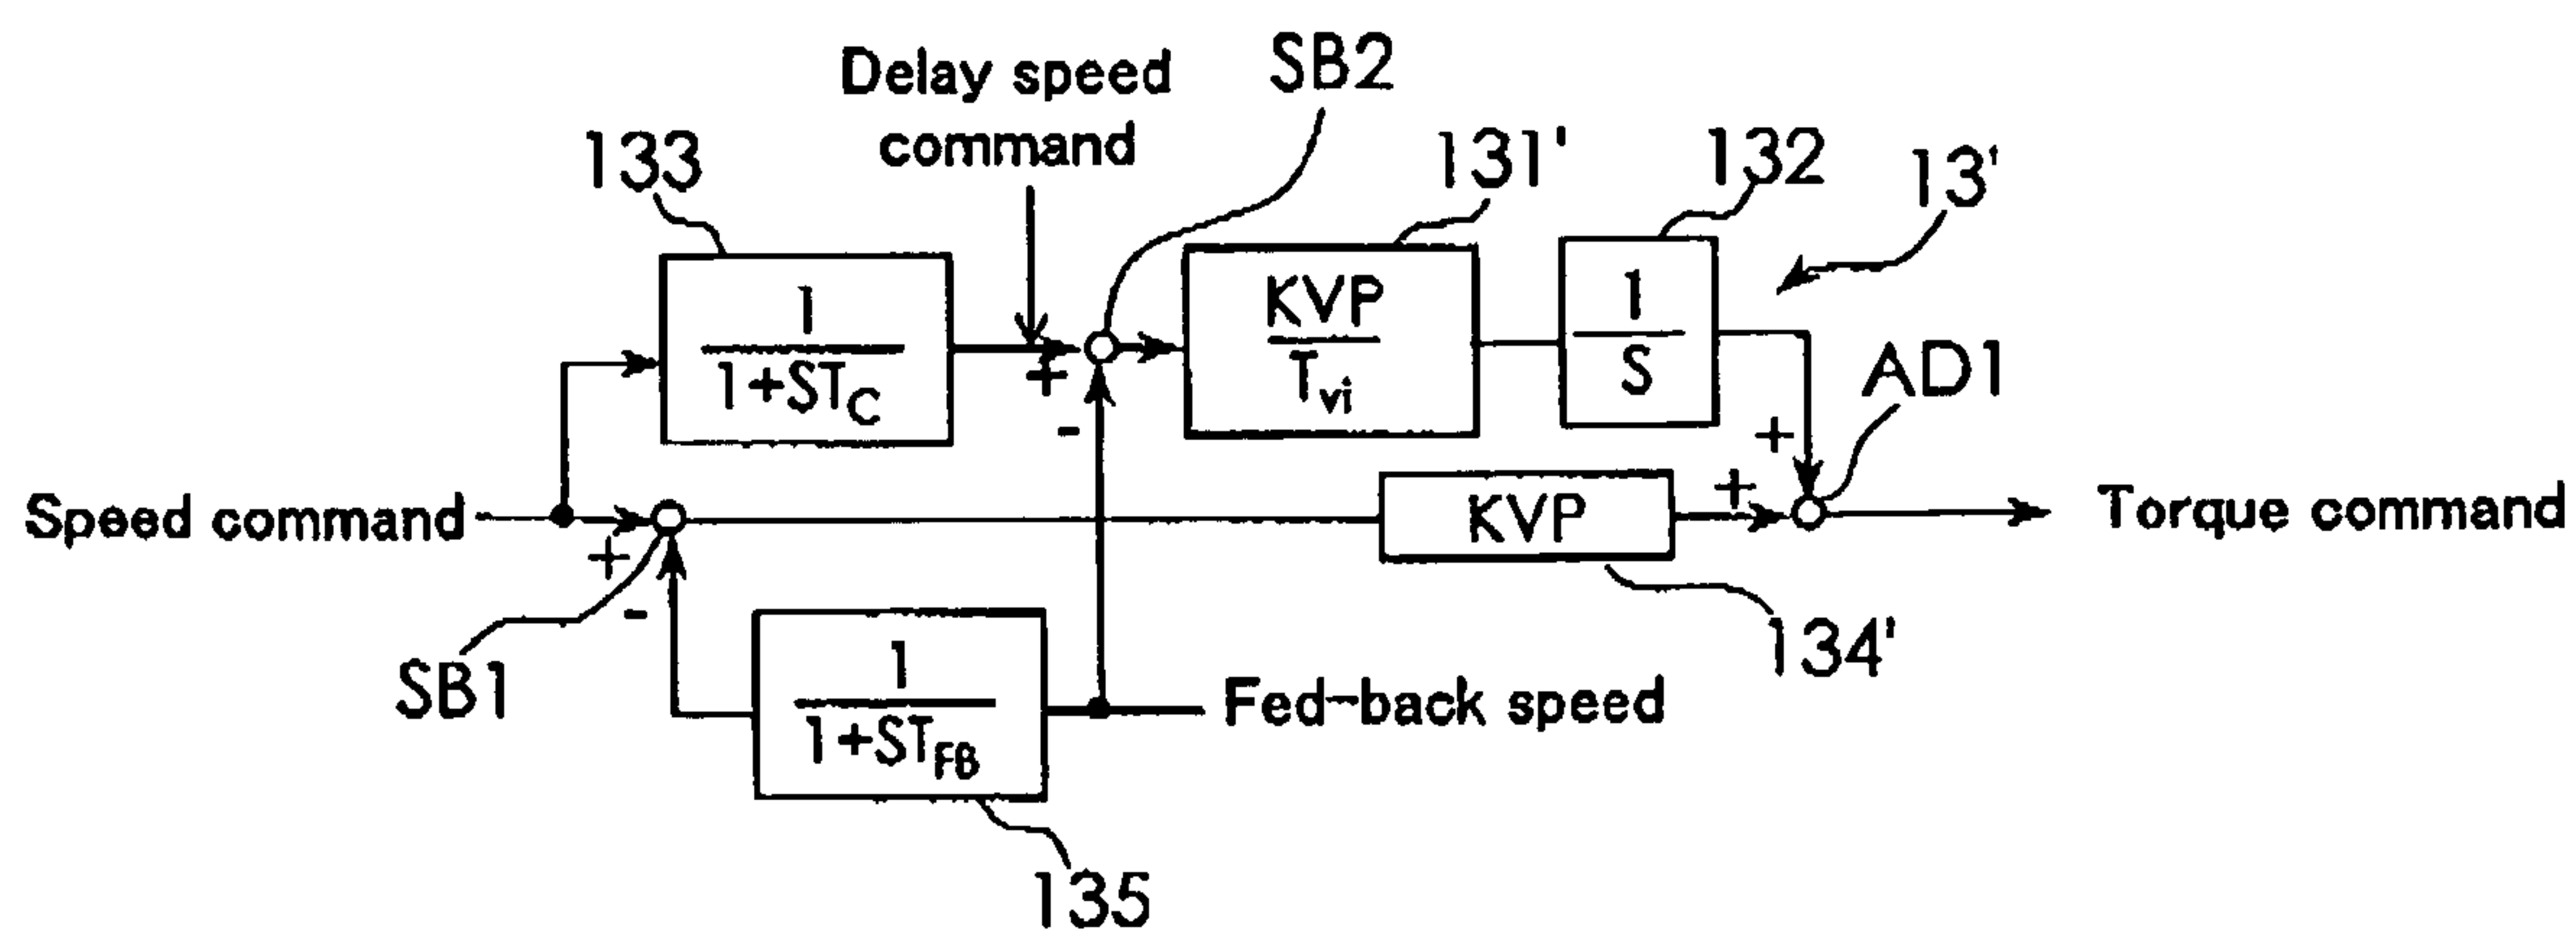 Delay speed
command
SB2
133
131'
132
13'
1
1+STC
KVP
Tvi
1
S
AD1
+
-
+
Speed command
+
-
KVP
+
Torque command
SB1
1
1+STFB
Fed-back speed
134'
135